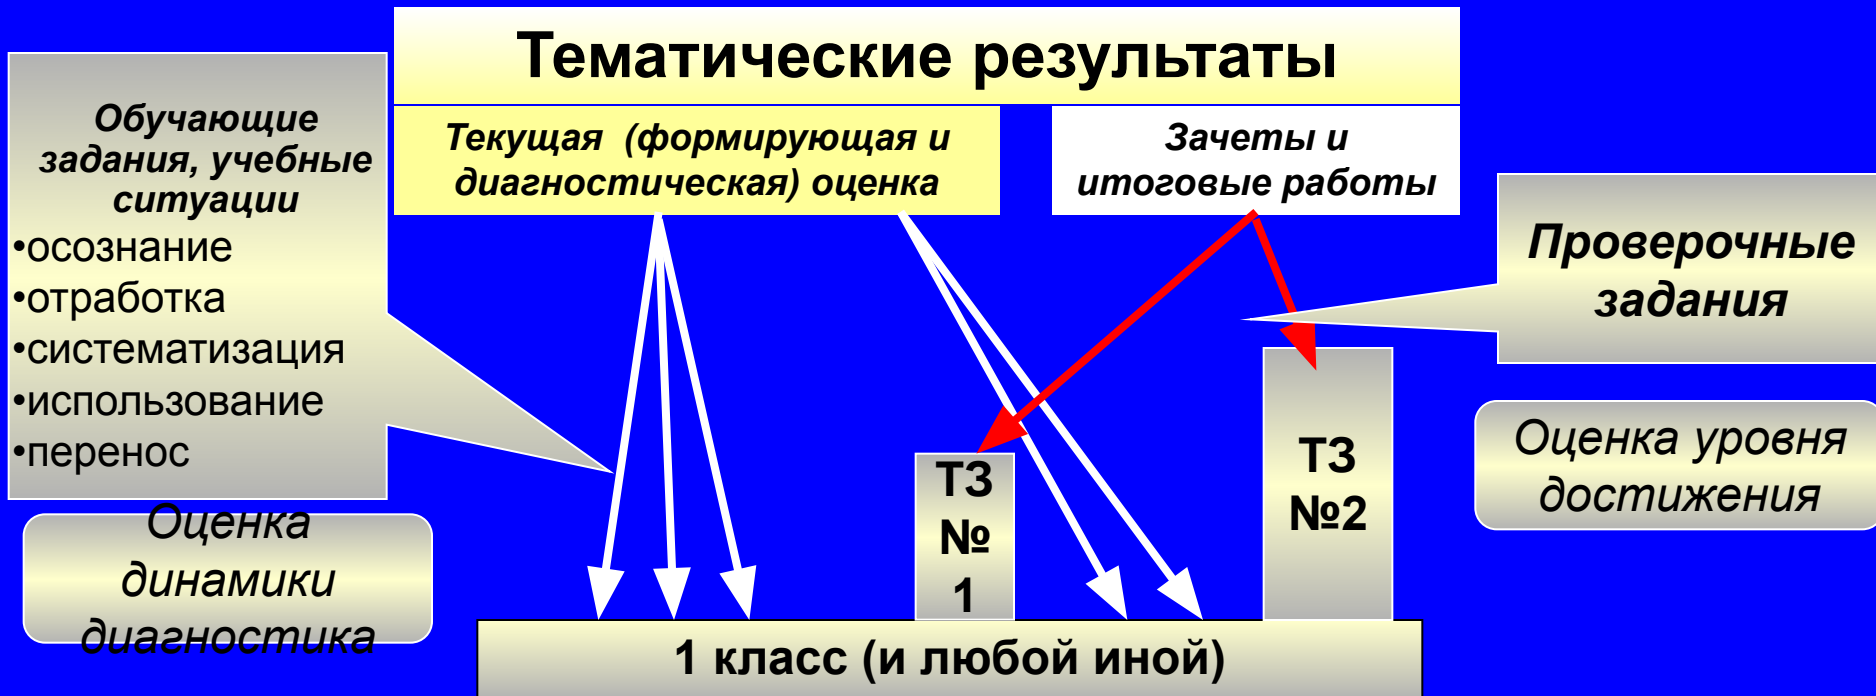 Тематические результаты
Обучающие
задания, учебные
ситуации
•осознание
•отработка
•систематизация
•использование
•перенос
Текущая (формирующая и
диагностическая) оценка
Зачеты и
итоговые работы
Проверочные
задания
Оценка уровня
достижения
ТЗ
№
1
ТЗ
№2
Оценка
динамики
диагностика
1 класс (и любой иной)